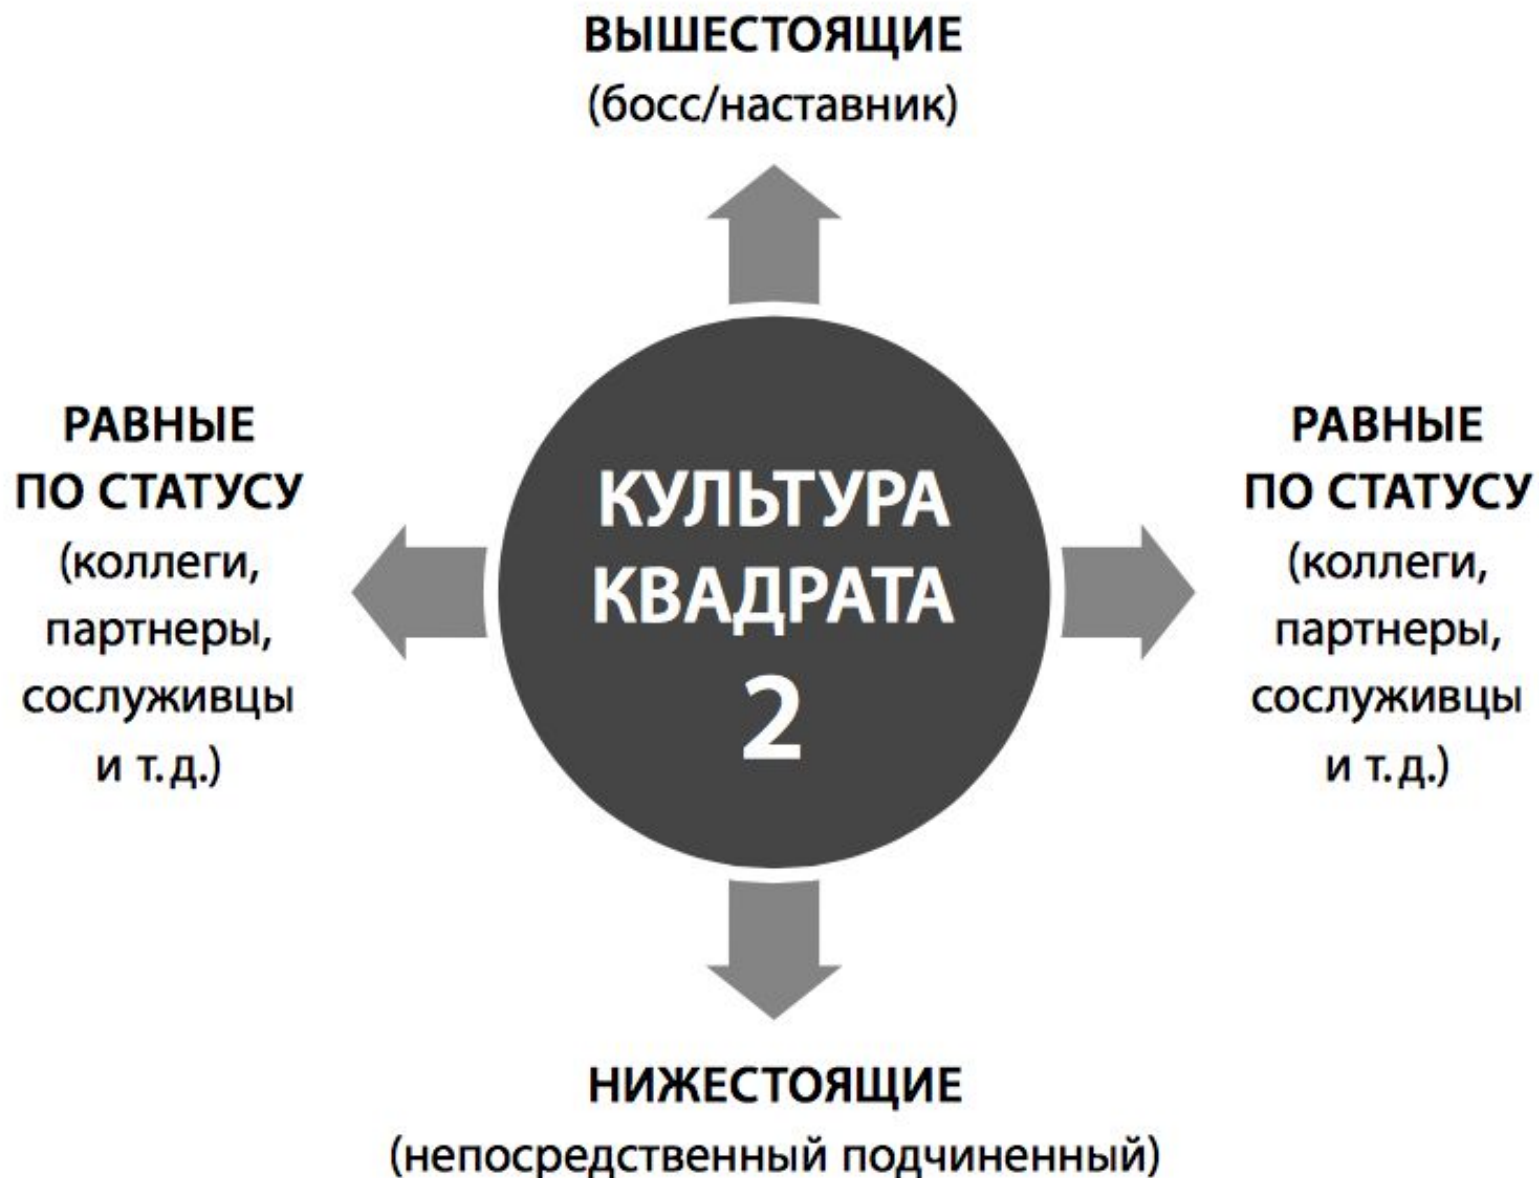 ВЫШЕСТОЯЩИЕ
(босс/наставник)
РАВНЫЕ
ПО СТАТУСУ
(коллеги,
партнеры,
сослуживцы
и т.д.)
КУЛЬТУРА
КВАДРАТА
2
РАВНЫЕ
ПО СТАТУСУ
(коллеги,
партнеры,
сослуживцы
и т.д.)
НИЖЕСТОЯЩИЕ
(непосредственный подчиненный)